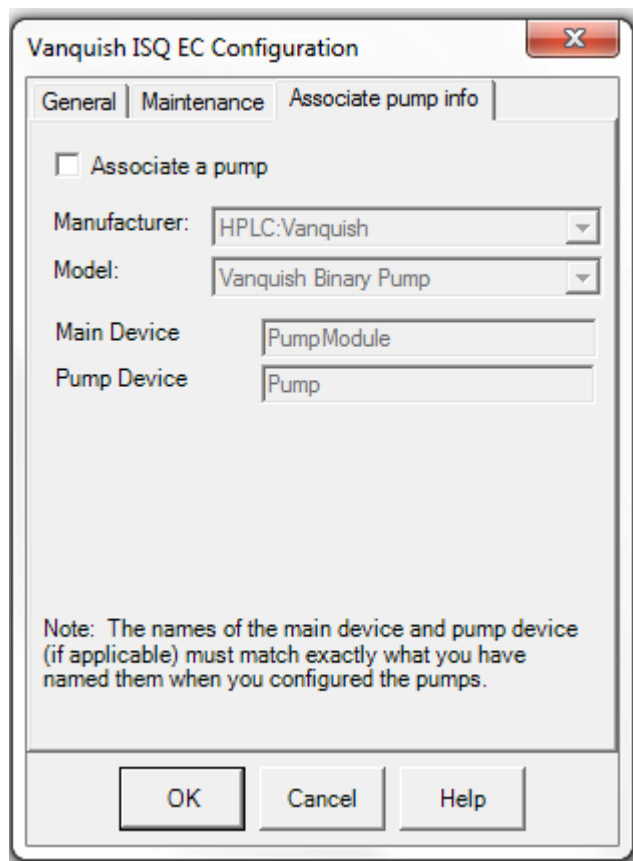 Vanquish ISQ EC Configuration
General
Maintenance
Associate pump info
Associate a pump
Manufacturer: HPLC:Vanquish
Model: Vanquish Binary Pump
Main Device PumpModule
Pump Device Pump
Note: The names of the main device and pump device
(if applicable) must match exactly what you have
named them when you configured the pumps.
OK Cancel Help